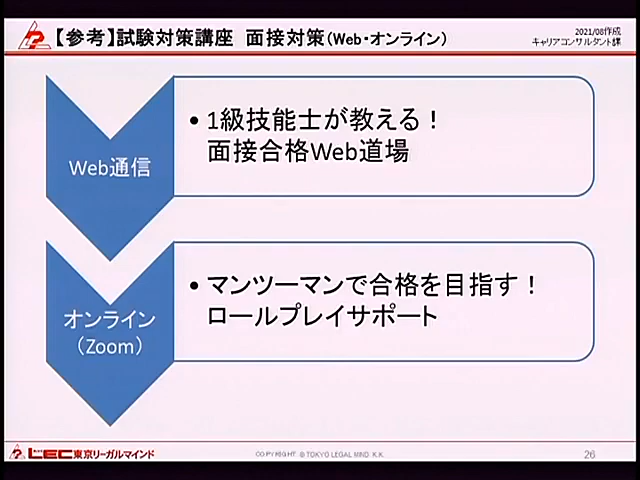 【参考】試験対策講座 面接対策(Web・オンライン)
2021/08作成
キャリアコンサルタント課
Web通信
• 1級技能士が教える！
面接合格Web道場
オンライン
（Zoom）
• マンツーマンで合格を目指す！
ロールプレイサポート
LEC東京リーガルマインド
COPYRIGHT © TOKYO LEGAL MIND K.K.
26